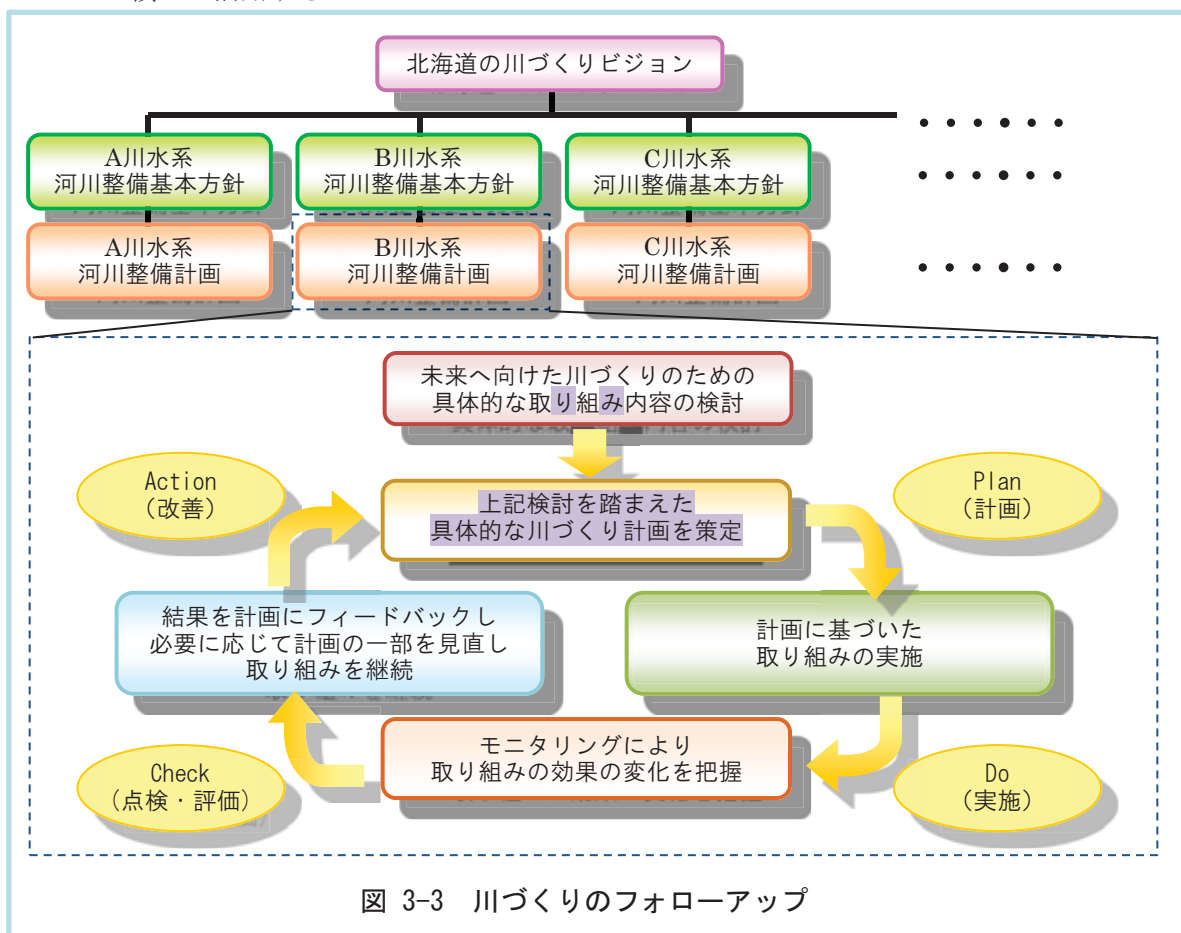 北海道の川づくりビジョン
A川水系
河川整備基本方針
B川水系
河川整備基本方針
C川水系
河川整備基本方針
・・・・・・
・・・・・・
A川水系
河川整備計画
B川水系
河川整備計画
C川水系
河川整備計画
・・・・・・
未来へ向けた川づくりのための
具体的な取り組み内容の検討
Action
(改善)
Plan
(計画)
上記検討を踏まえた
具体的な川づくり計画を策定
結果を計画にフィードバックし
必要に応じて計画の一部を見直し
取り組みを継続
計画に基づいた
取り組みの実施
モニタリングにより
取り組みの効果の変化を把握
Check
(点検・評価)
Do
(実施)
図 3-3 川づくりのフォローアップ